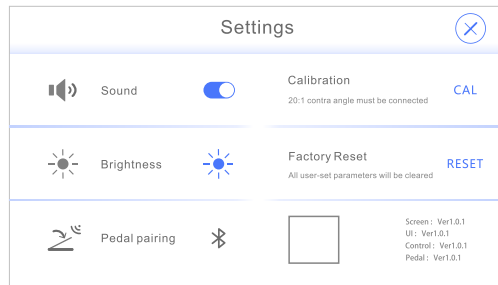 Settings
Sound
Calibration
20:1 contra angle must be connected
CAL
Brightness
Factory Reset
All user-set parameters will be cleared
RESET
Pedal pairing
Screen : Ver1.0.1
UI : Ver1.0.1
Control : Ver1.0.1
Pedal : Ver1.0.1